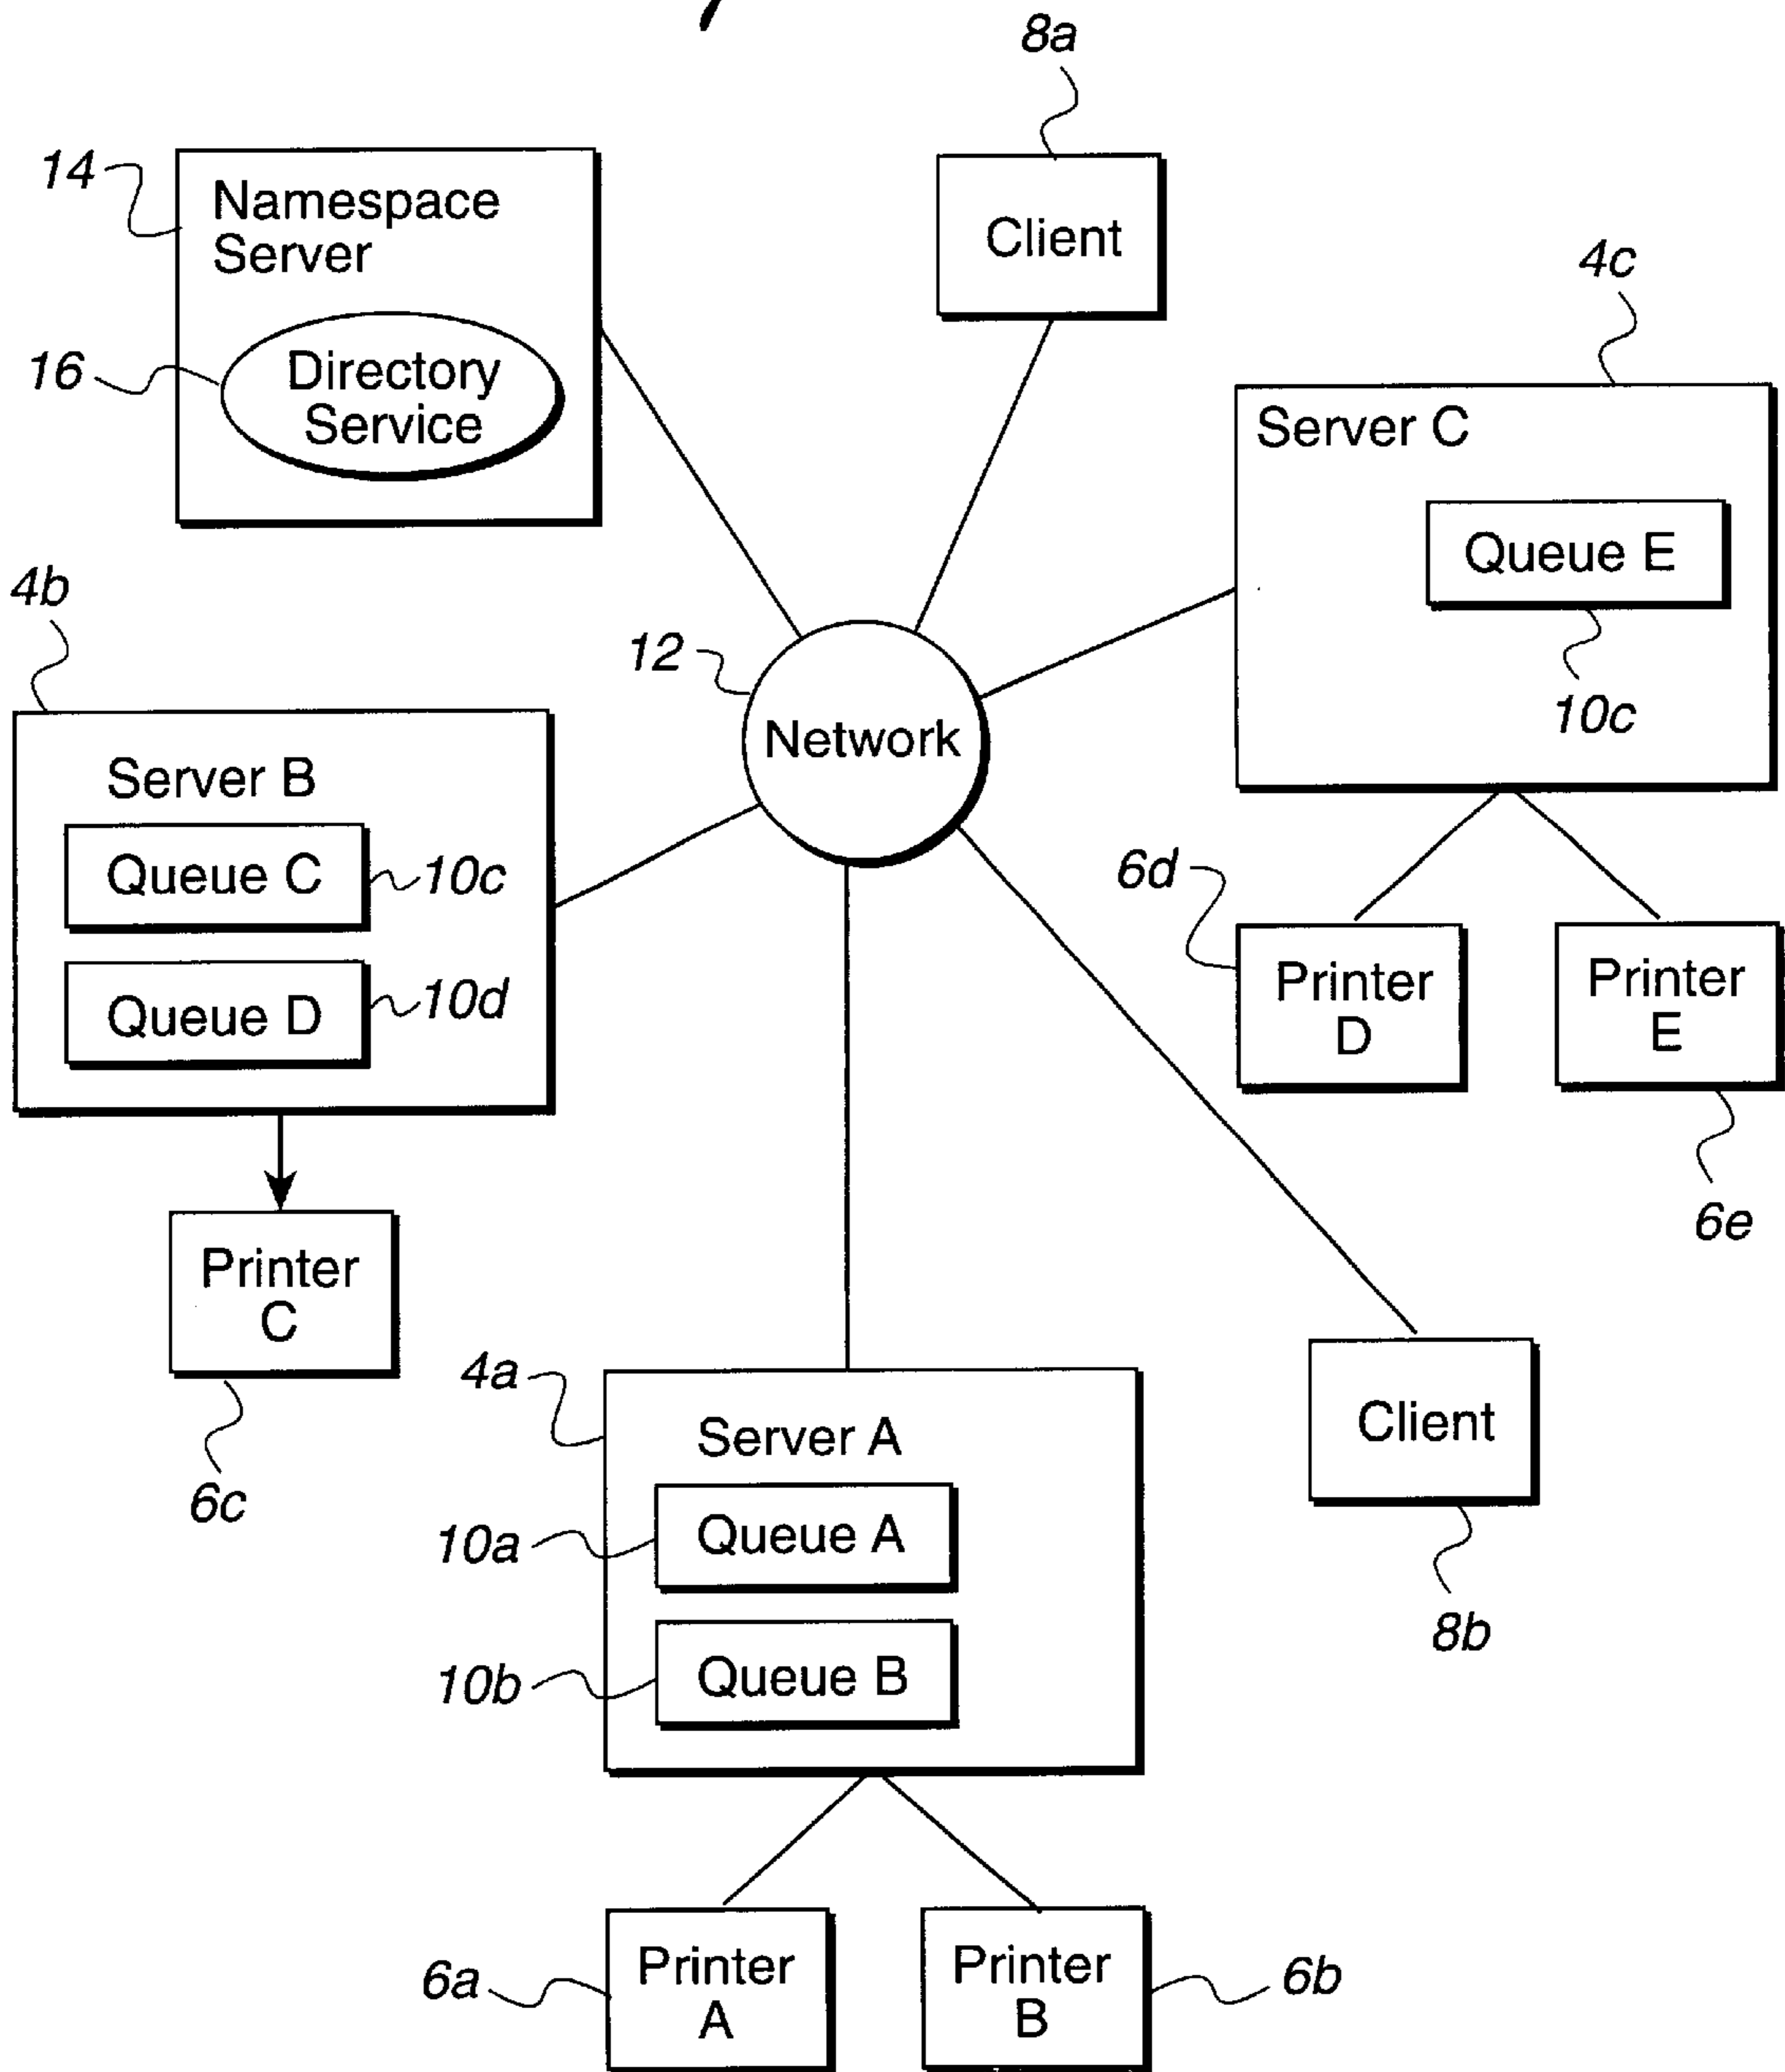 8a
14
Namespace
Server
Client
4c
16
Directory
Service
Server C
Queue E
10c
4b
12
Network
Server B
Queue C
10c
Queue D
10d
6d
Printer
D
Printer
E
6e
Printer
C
6c
4a
Server A
10a
Queue A
10b
Queue B
Client
8b
6a
Printer
A
Printer
B
6b